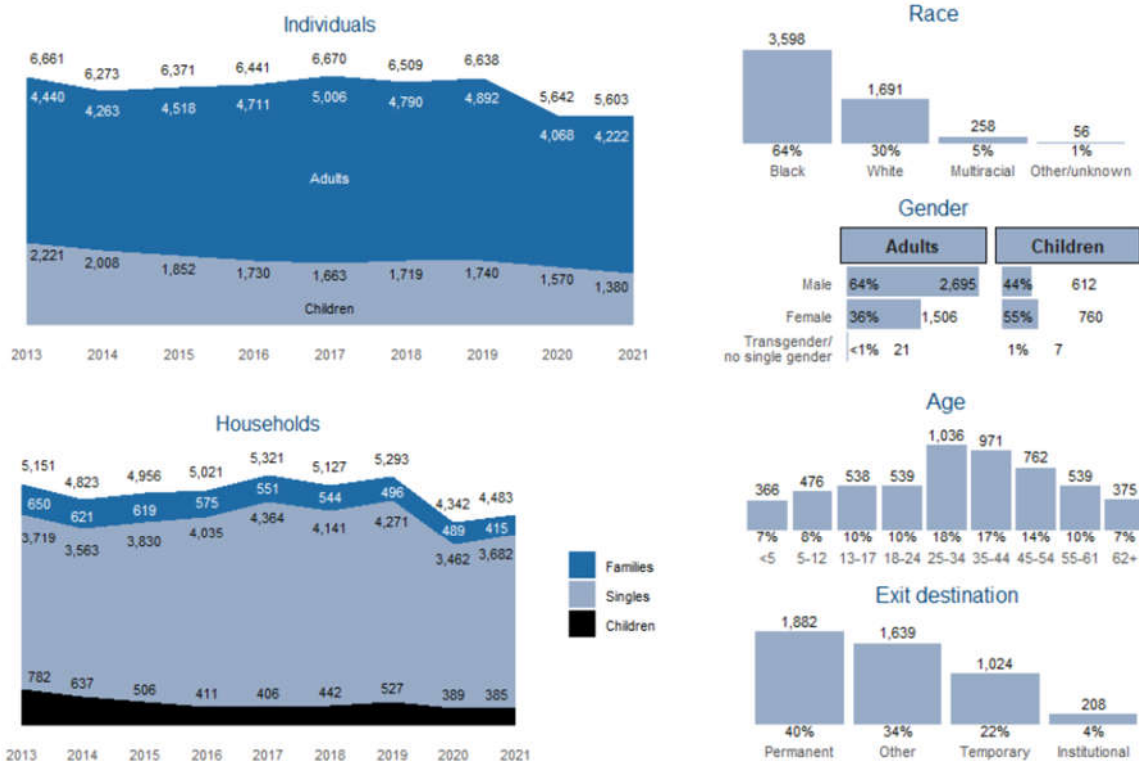 Individuals
6,661 6,273 6,371 6,441 6,670 6,509 6,638 5,642 5,603
4,440 4,263 4,518 4,711 5,006 4,790 4,892 4,068 4,222
Adults
2,221 2,008 1,852 1,730 1,663 1,719 1,740 1,570 1,380
Children
2013 2014 2015 2016 2017 2018 2019 2020 2021
Households
5,151 4,823 4,956 5,021 5,321 5,127 5,293 4,342 4,483
650 621 619 575 551 544 496 489 415
3,719 3,563 3,830 4,035 4,364 4,141 4,271 3,462 3,682
782 637 506 411 406 442 527 389 385
2013 2014 2015 2016 2017 2018 2019 2020 2021
Families
Singles
Children
Race
3,598 1,691 258 56
64% 30% 5% 1%
Black White Multiracial Other/unknown
Gender
Adults Children
Male 64% 2,695 44% 612
Female 36% 1,506 55% 760
Transgender/
no single gender <1% 21 1% 7
Age
366 476 538 539 1,036 971 762 539 375
7% 8% 10% 10% 18% 17% 14% 10% 7%
<5 5-12 13-17 18-24 25-34 35-44 45-54 55-61 62+
Exit destination
1,882 1,639 1,024 208
40% 34% 22% 4%
Permanent Other Temporary Institutional